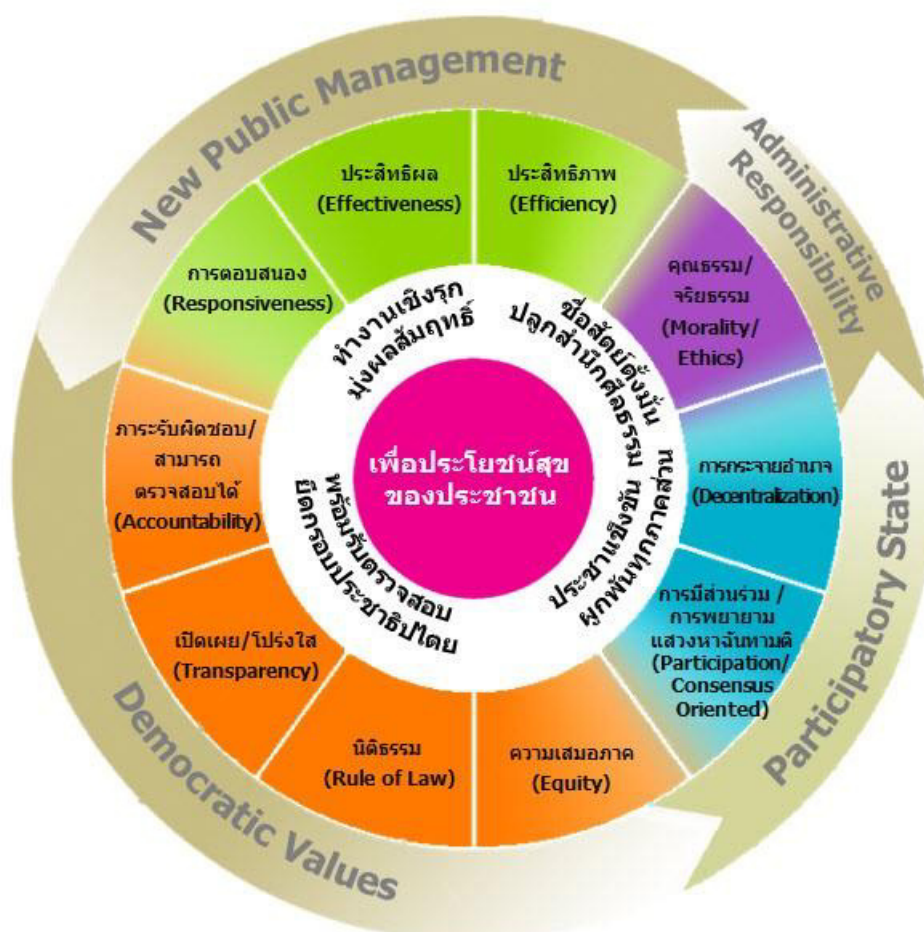 New Public Management
Administrative
Responsibility
Participatory State
Democratic Values
ประสิทธิผล
(Effectiveness)
ประสิทธิภาพ
(Efficiency)
คุณธรรม/
จริยธรรม
(Morality/
Ethics)
การกระจายอำนาจ
(Decentralization)
การมีส่วนร่วม /
การพยายาม
แสวงหาฉันทามติ
(Participation/
Consensus
Oriented)
ความเสมอภาค
(Equity)
นิติธรรม
(Rule of Law)
เปิดเผย/โปร่งใส
(Transparency)
ภาระรับผิดชอบ/
สามารถ
ตรวจสอบได้
(Accountability)
การตอบสนอง
(Responsiveness)
ทำงานเชิงรุก
มุ่งผลสัมฤทธิ์
ซื่อสัตย์ตั้งมั่น
ปลูกสำนึกศีลธรรม
ประชาแข็งขัน
ผูกพันทุกภาคส่วน
พร้อมรับตรวจสอบ
ยึดกรอบประชาธิปไตย
เพื่อประโยชน์สุข
ของประชาชน